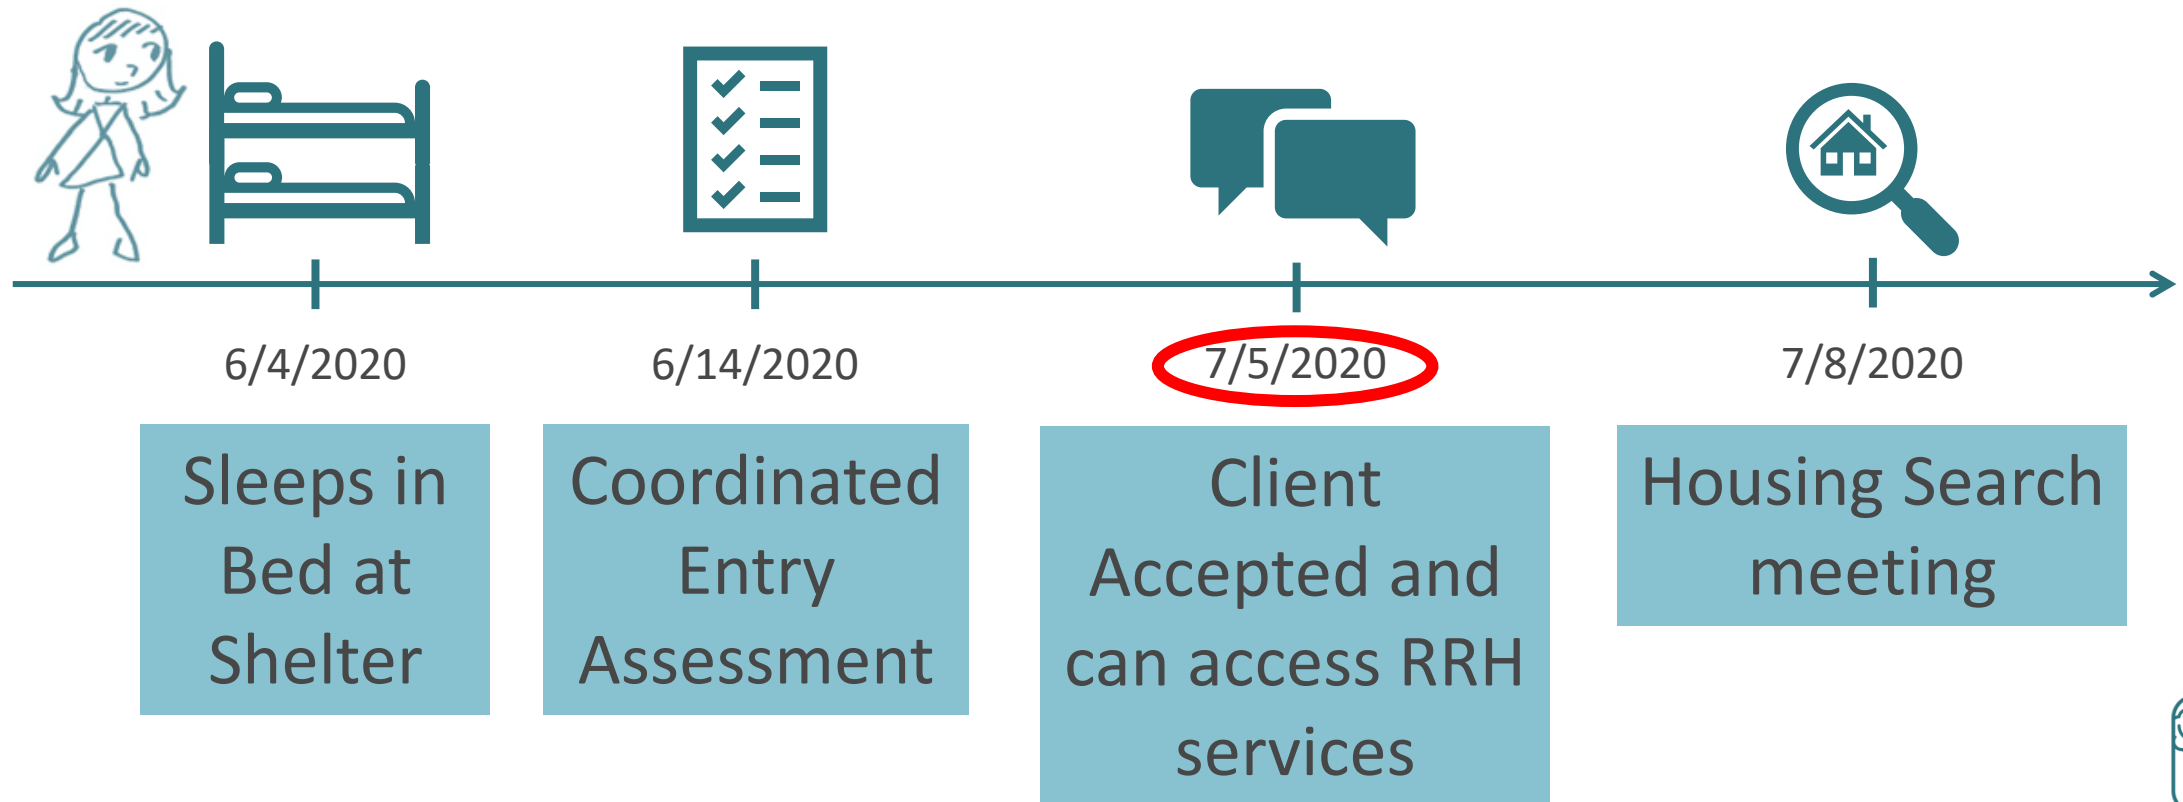 6/4/2020
6/14/2020
7/5/2020
7/8/2020
Sleeps in
Bed at
Shelter
Coordinated
Entry
Assessment
Client
Accepted and
can access RRH
services
Housing Search
meeting